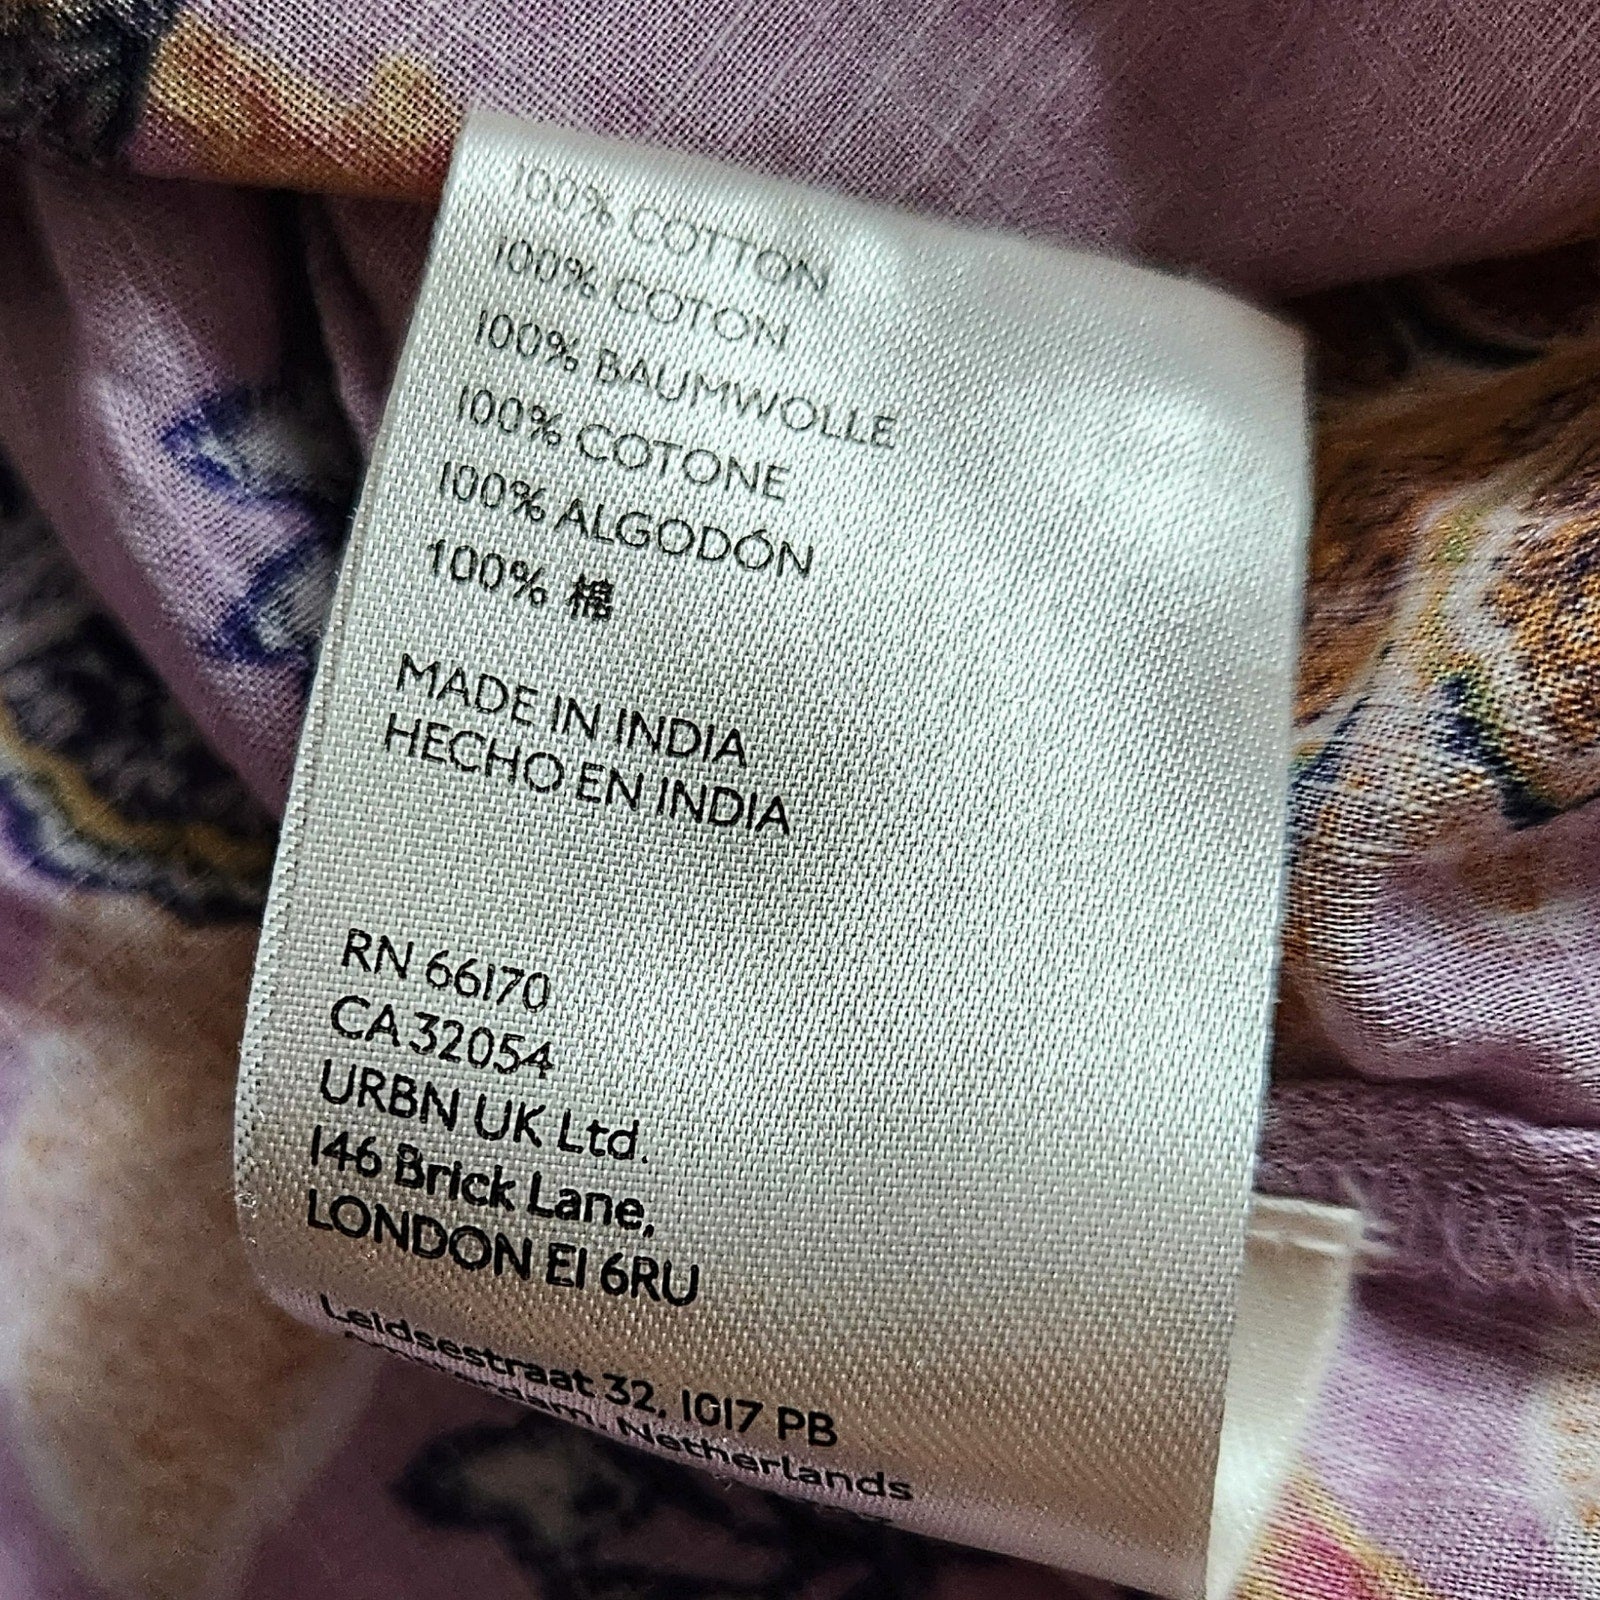 100% COTTON
100% COTON
100% BAUMWOLLE
100% COTONE
100% ALGODÓN
100% 棉
MADE IN INDIA
HECHO EN INDIA
RN 66170
CA 32054
URBN UK Ltd.
146 Brick Lane,
LONDON E1 6RU
Leidsestraat 32, 1017 PB
Amsterdam, Netherlands